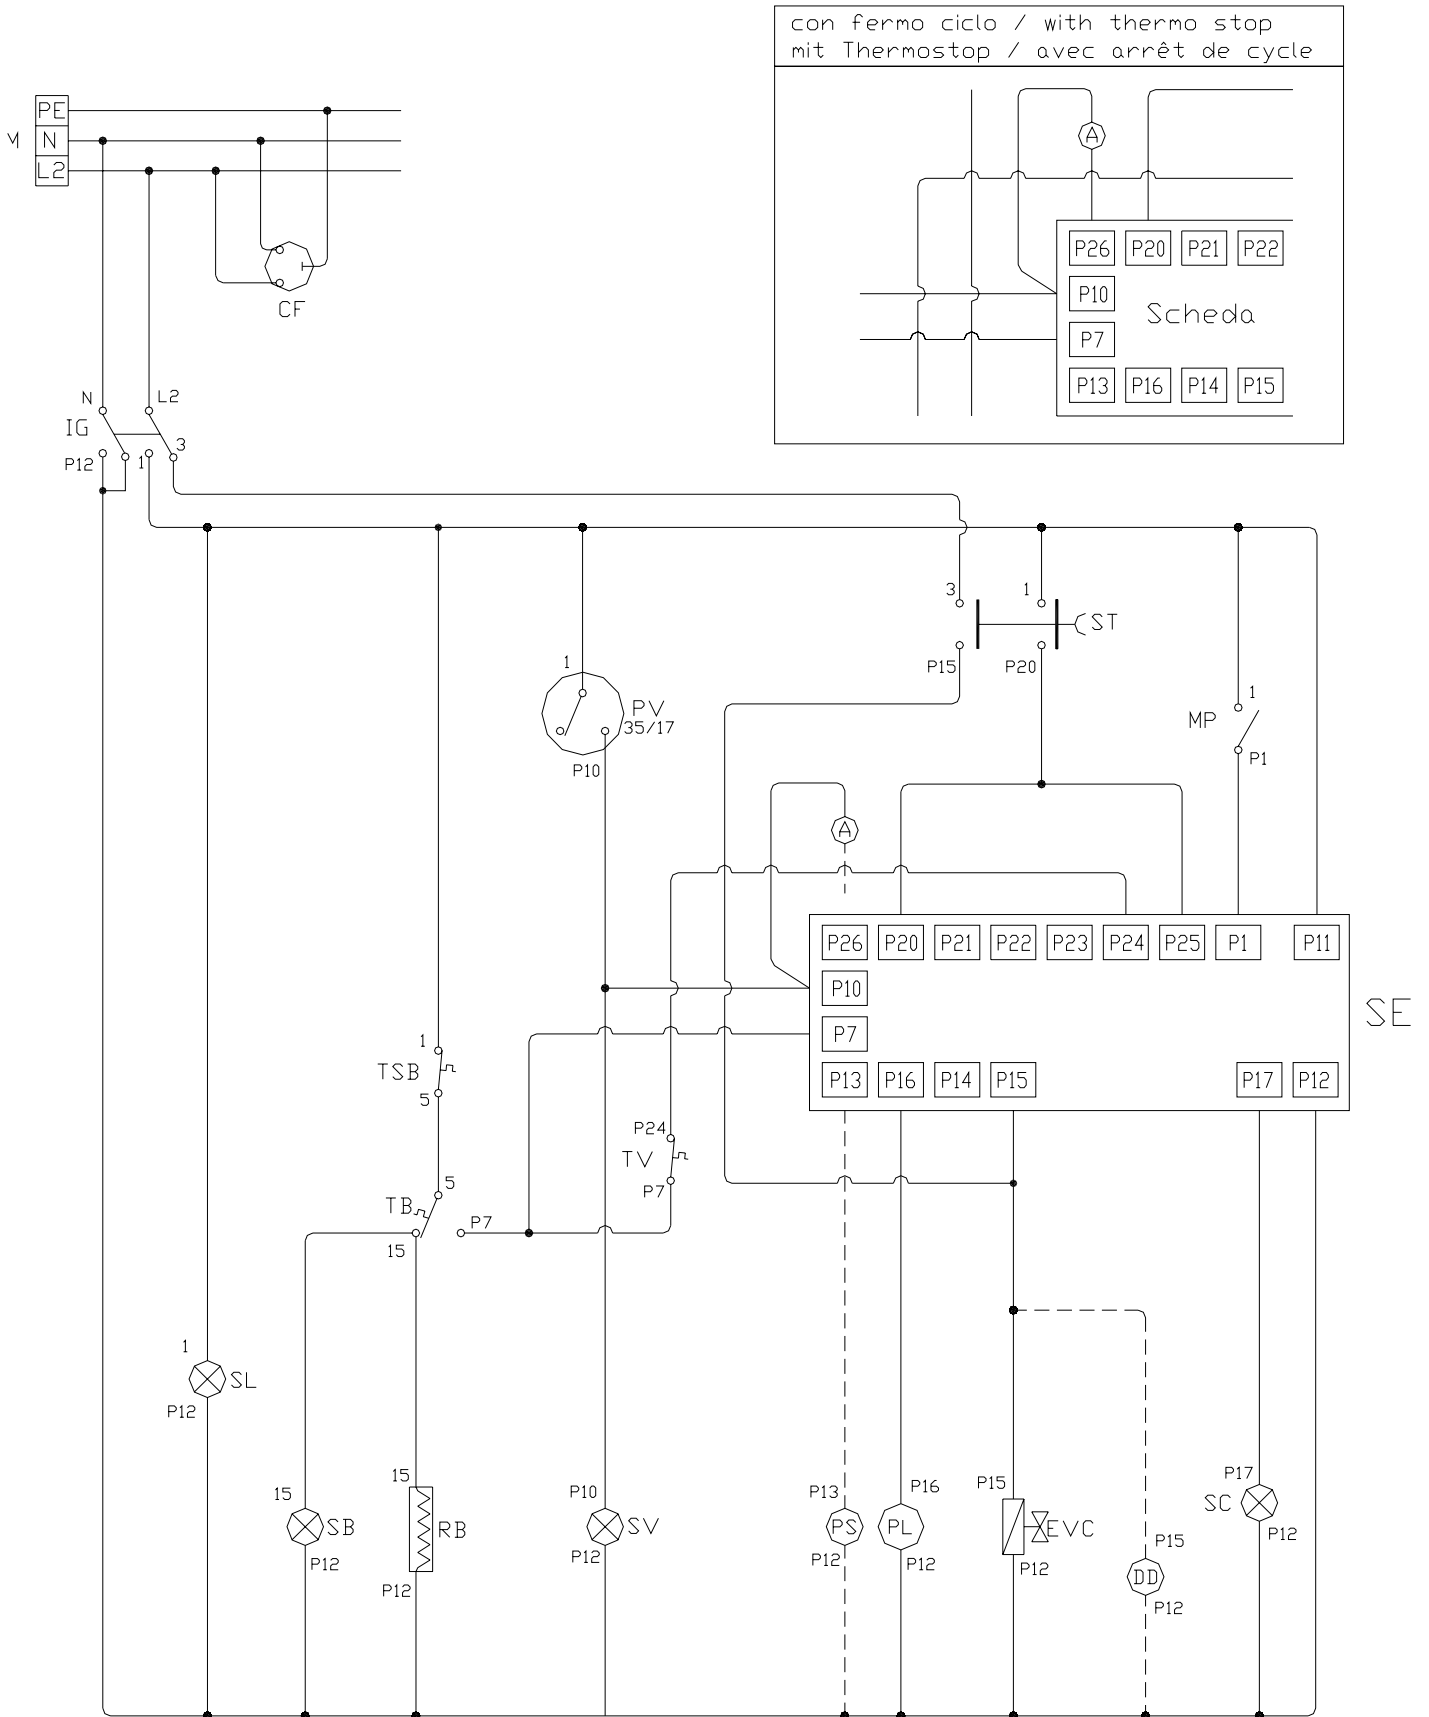 con fermo ciclo / with thermo stop
mit Thermostop / avec arrêt de cycle
A
P26 P20 P21 P22
P10
Scheda
P7
P13 P16 P14 P15
PE
M N
L2
CF
N L2
IG
3
P12 1
3 1
ST
P15 P20
1
PV
35/17
P10
1
MP
P1
A
P26 P20 P21 P22 P23 P24 P25 P1 P11
P10
SE
P7
P13 P16 P14 P15 P17 P12
1
TSB
5
P24
TV
P7
5
TB
P7
15
1
SL
P12
15
SB
P12
15
RB
P12
P10
SV
P12
P13
PS
P12
P16
PL
P12
P15
EVC
P12
P15
DD
P12
P17
SC
P12